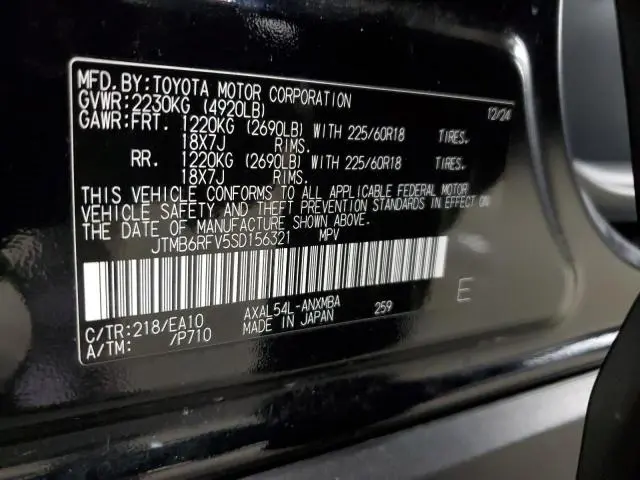 MFD. BY: TOYOTA MOTOR CORPORATION 12/24
GVWR: 2230KG (4920LB)
GAWR: FRT. 1220KG (2690LB) WITH 225/60R18 TIRES.
18X7J RIMS.
RR. 1220KG (2690LB) WITH 225/60R18 TIRES.
18X7J RIMS.
THIS VEHICLE CONFORMS TO ALL APPLICABLE FEDERAL MOTOR
VEHICLE SAFETY AND THEFT PREVENTION STANDARDS IN EFFECT ON
THE DATE OF MANUFACTURE SHOWN ABOVE.
JTMB6RFV5SD156321 MPV
E
C/TR: 218/EA10 AXAL54L-ANXMBA 259
A/TM: /P710 MADE IN JAPAN